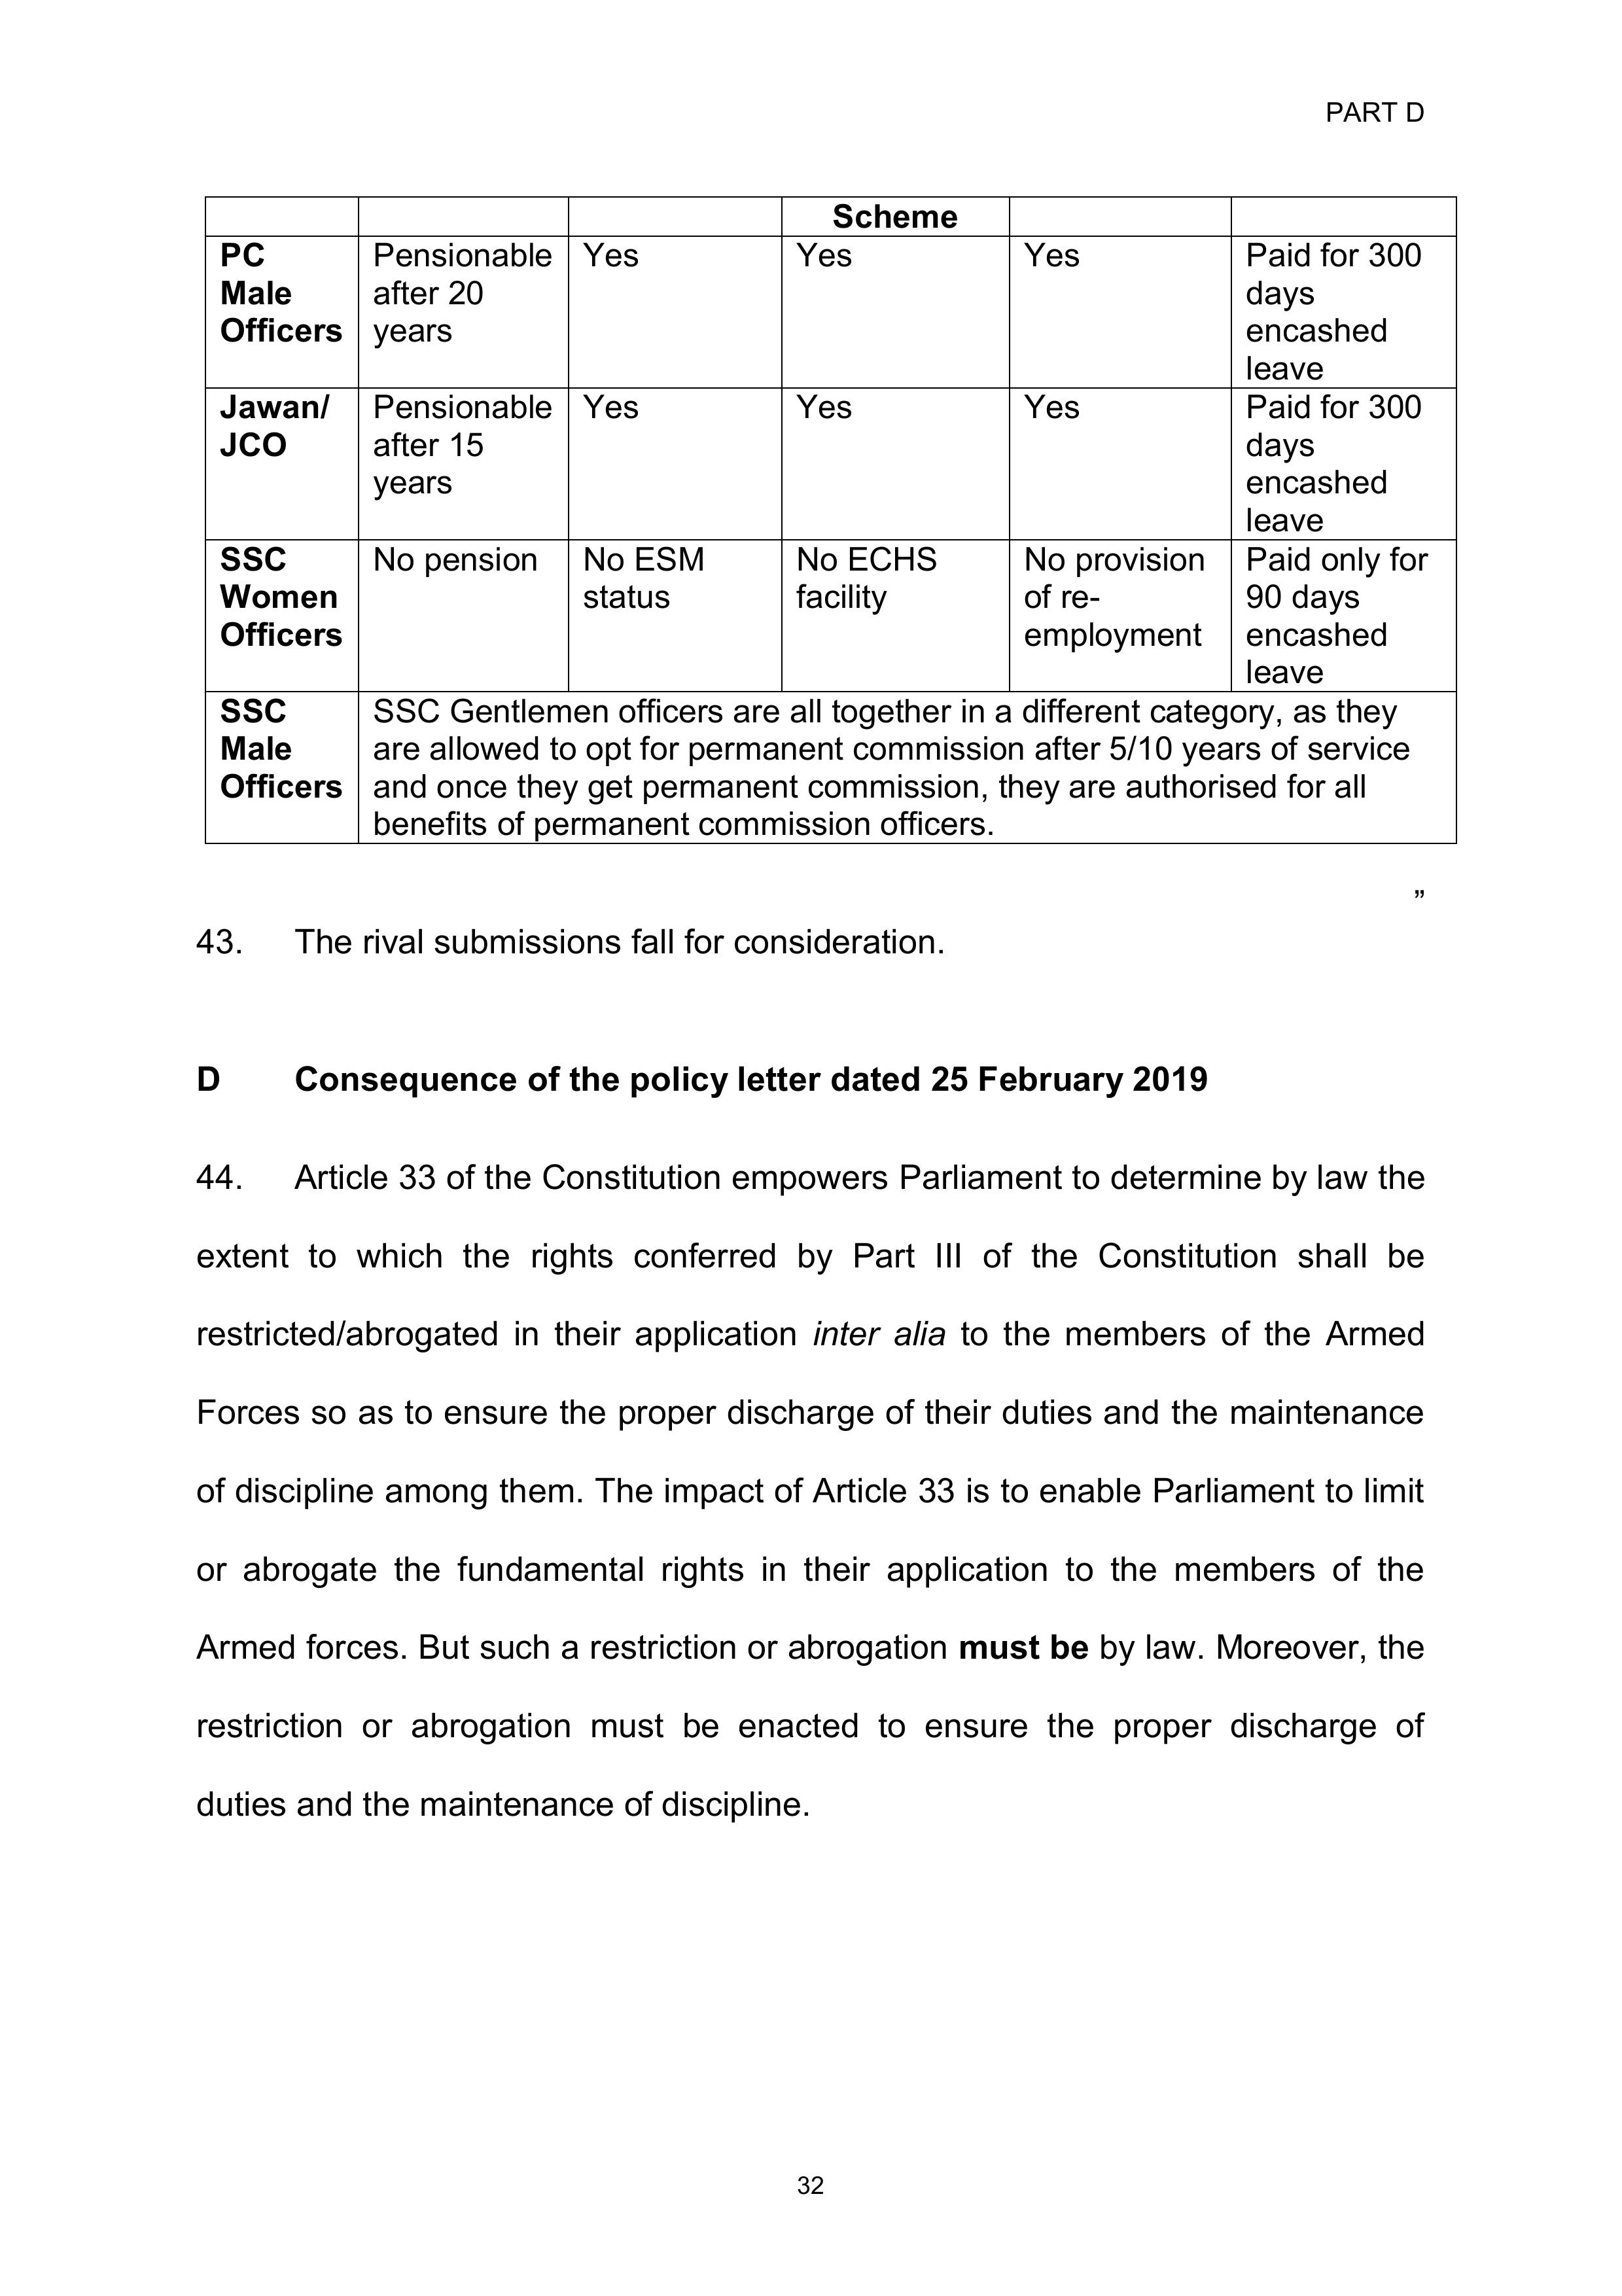 PART D
Scheme
PC Male Officers Pensionable after 20 years Yes Yes Yes Paid for 300 days encashed leave
Jawan/ JCO Pensionable after 15 years Yes Yes Yes Paid for 300 days encashed leave
SSC Women Officers No pension No ESM status No ECHS facility No provision of re-employment Paid only for 90 days encashed leave
SSC Male Officers SSC Gentlemen officers are all together in a different category, as they are allowed to opt for permanent commission after 5/10 years of service and once they get permanent commission, they are authorised for all benefits of permanent commission officers.
”
43. The rival submissions fall for consideration.
D Consequence of the policy letter dated 25 February 2019
44. Article 33 of the Constitution empowers Parliament to determine by law the
extent to which the rights conferred by Part III of the Constitution shall be
restricted/abrogated in their application inter alia to the members of the Armed
Forces so as to ensure the proper discharge of their duties and the maintenance
of discipline among them. The impact of Article 33 is to enable Parliament to limit
or abrogate the fundamental rights in their application to the members of the
Armed forces. But such a restriction or abrogation must be by law. Moreover, the
restriction or abrogation must be enacted to ensure the proper discharge of
duties and the maintenance of discipline.
32